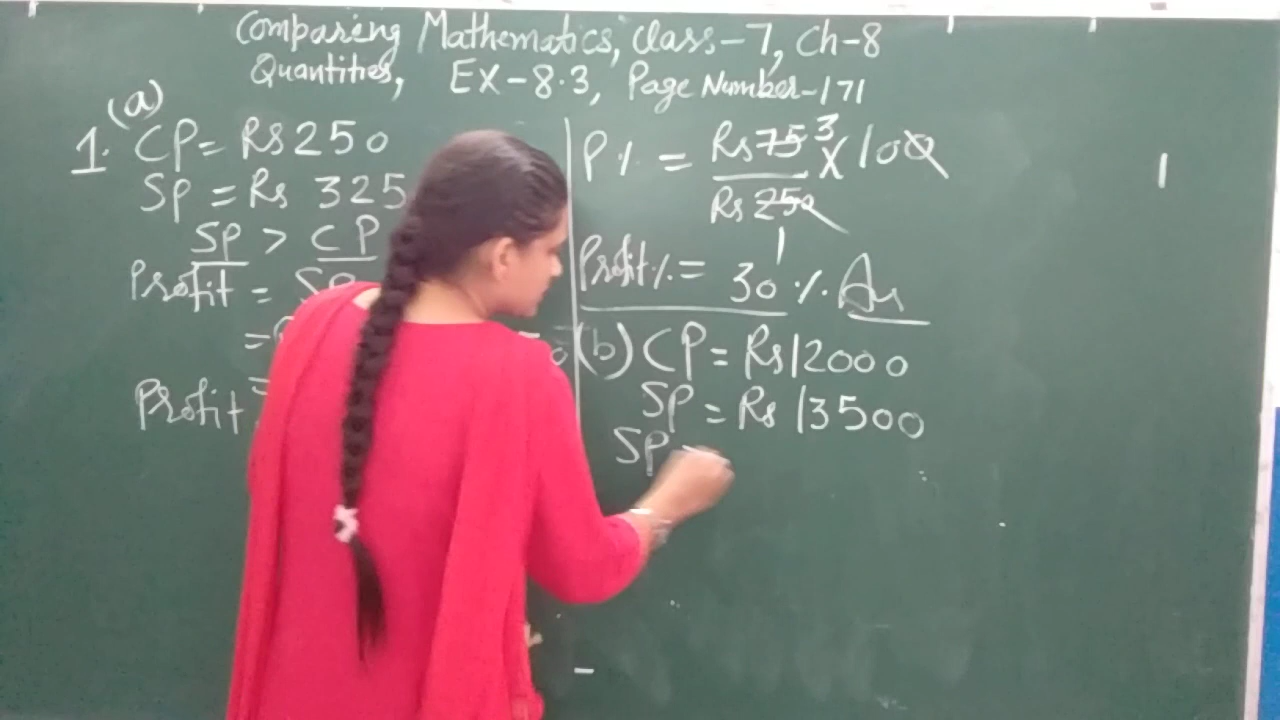 Comparing Mathematics, Class-7, Ch-8
Quantities, EX-8.3, Page Number-171
(a)
1. CP = Rs 250
SP = Rs 325
SP > CP
Profit = SP
=
=
Profit
P% = Rs 75 3 X 100
Rs 250
1
Profit% = 30% Ans
(b) CP = Rs 12000
SP = Rs 13500
SP